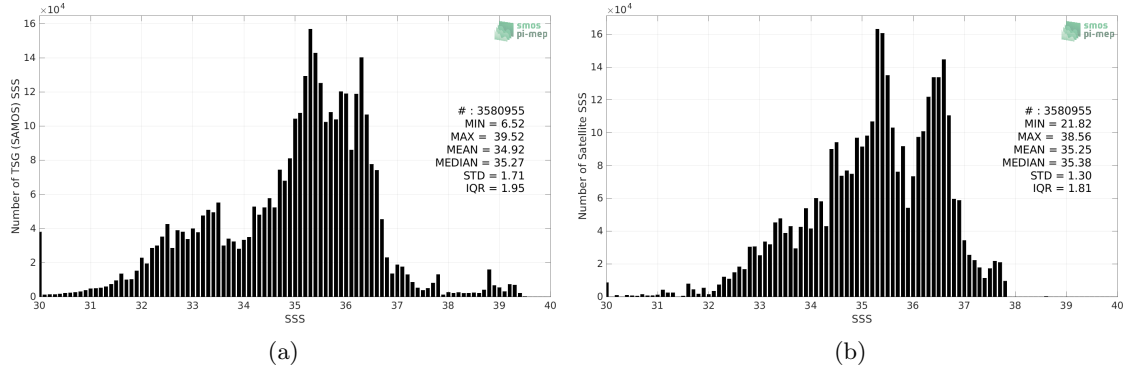 ×10⁴
16
14
12
10
8
6
4
2
0
Number of TSG (SAMOS) SSS
30 31 32 33 34 35 36 37 38 39 40
SSS
smos
pi-mep
# : 3580955
MIN = 6.52
MAX = 39.52
MEAN = 34.92
MEDIAN = 35.27
STD = 1.71
IQR = 1.95
(a)
×10⁴
16
14
12
10
8
6
4
2
0
Number of Satellite SSS
30 31 32 33 34 35 36 37 38 39 40
SSS
smos
pi-mep
# : 3580955
MIN = 21.82
MAX = 38.56
MEAN = 35.25
MEDIAN = 35.38
STD = 1.30
IQR = 1.81
(b)